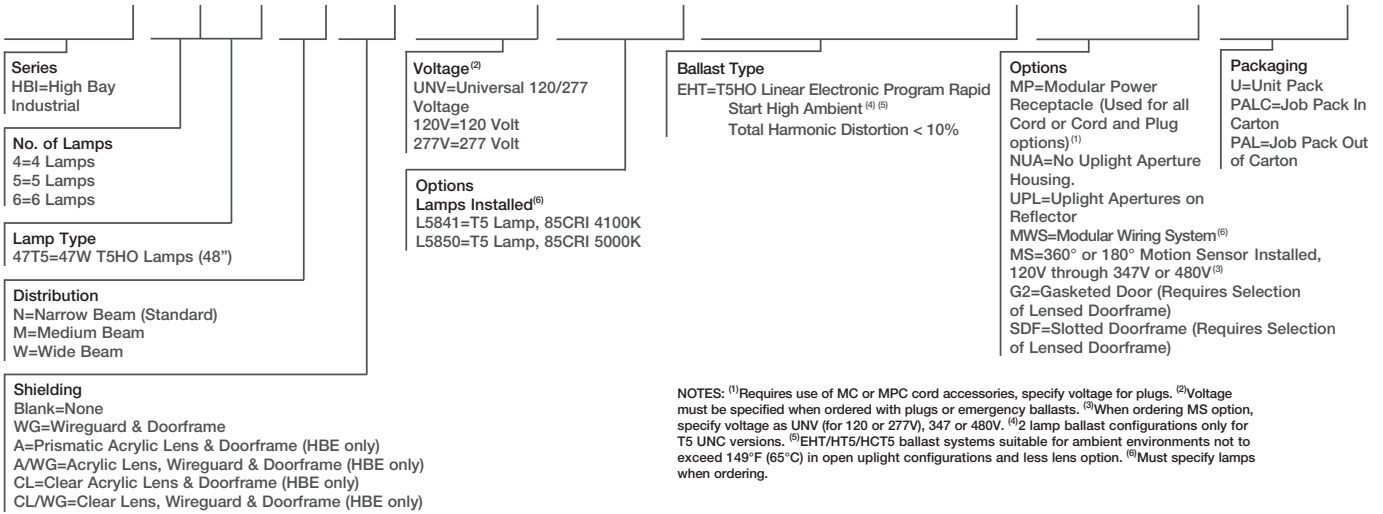 Series
HBI=High Bay
Industrial
No. of Lamps
4=4 Lamps
5=5 Lamps
6=6 Lamps
Lamp Type
47T5=47W T5HO Lamps (48”)
Distribution
N=Narrow Beam (Standard)
M=Medium Beam
W=Wide Beam
Shielding
Blank=None
WG=Wireguard & Doorframe
A=Prismatic Acrylic Lens & Doorframe (HBE only)
A/WG=Acrylic Lens, Wireguard & Doorframe (HBE only)
CL=Clear Acrylic Lens & Doorframe (HBE only)
CL/WG=Clear Lens, Wireguard & Doorframe (HBE only)
Voltage(2)
UNV=Universal 120/277
Voltage
120V=120 Volt
277V=277 Volt
Options
Lamps Installed(6)
L5841=T5 Lamp, 85CRI 4100K
L5850=T5 Lamp, 85CRI 5000K
Ballast Type
EHT=T5HO Linear Electronic Program Rapid
Start High Ambient (4) (5)
Total Harmonic Distortion < 10%
Options
MP=Modular Power
Receptacle (Used for all
Cord or Cord and Plug
options)(1)
NUA=No Uplight Aperture
Housing.
UPL=Uplight Apertures on
Reflector
MWS=Modular Wiring System(6)
MS=360° or 180° Motion Sensor Installed,
120V through 347V or 480V(3)
G2=Gasketed Door (Requires Selection
of Lensed Doorframe)
SDF=Slotted Doorframe (Requires Selection
of Lensed Doorframe)
Packaging
U=Unit Pack
PALC=Job Pack In
Carton
PAL=Job Pack Out
of Carton
NOTES: (1)Requires use of MC or MPC cord accessories, specify voltage for plugs. (2)Voltage
must be specified when ordered with plugs or emergency ballasts. (3)When ordering MS option,
specify voltage as UNV (for 120 or 277V), 347 or 480V. (4)2 lamp ballast configurations only for
T5 UNC versions. (5)EHT/HT5/HCT5 ballast systems suitable for ambient environments not to
exceed 149°F (65°C) in open uplight configurations and less lens option. (6)Must specify lamps
when ordering.